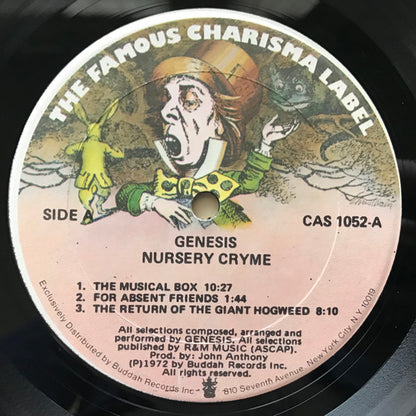 THE FAMOUS CHARISMA LABEL
SIDE A
CAS 1052-A
GENESIS
NURSERY CRYME
1. THE MUSICAL BOX 10:27
2. FOR ABSENT FRIENDS 1:44
3. THE RETURN OF THE GIANT HOGWEED 8:10
All selections composed, arranged and
performed by GENESIS, All selections
published by R&M MUSIC (ASCAP).
Prod. by: John Anthony
(P)1972 by Buddah Records Inc.
All rights reserved.
Exclusively Distributed by Buddah Records Inc. 810 Seventh Avenue, New York City, N.Y. 10019